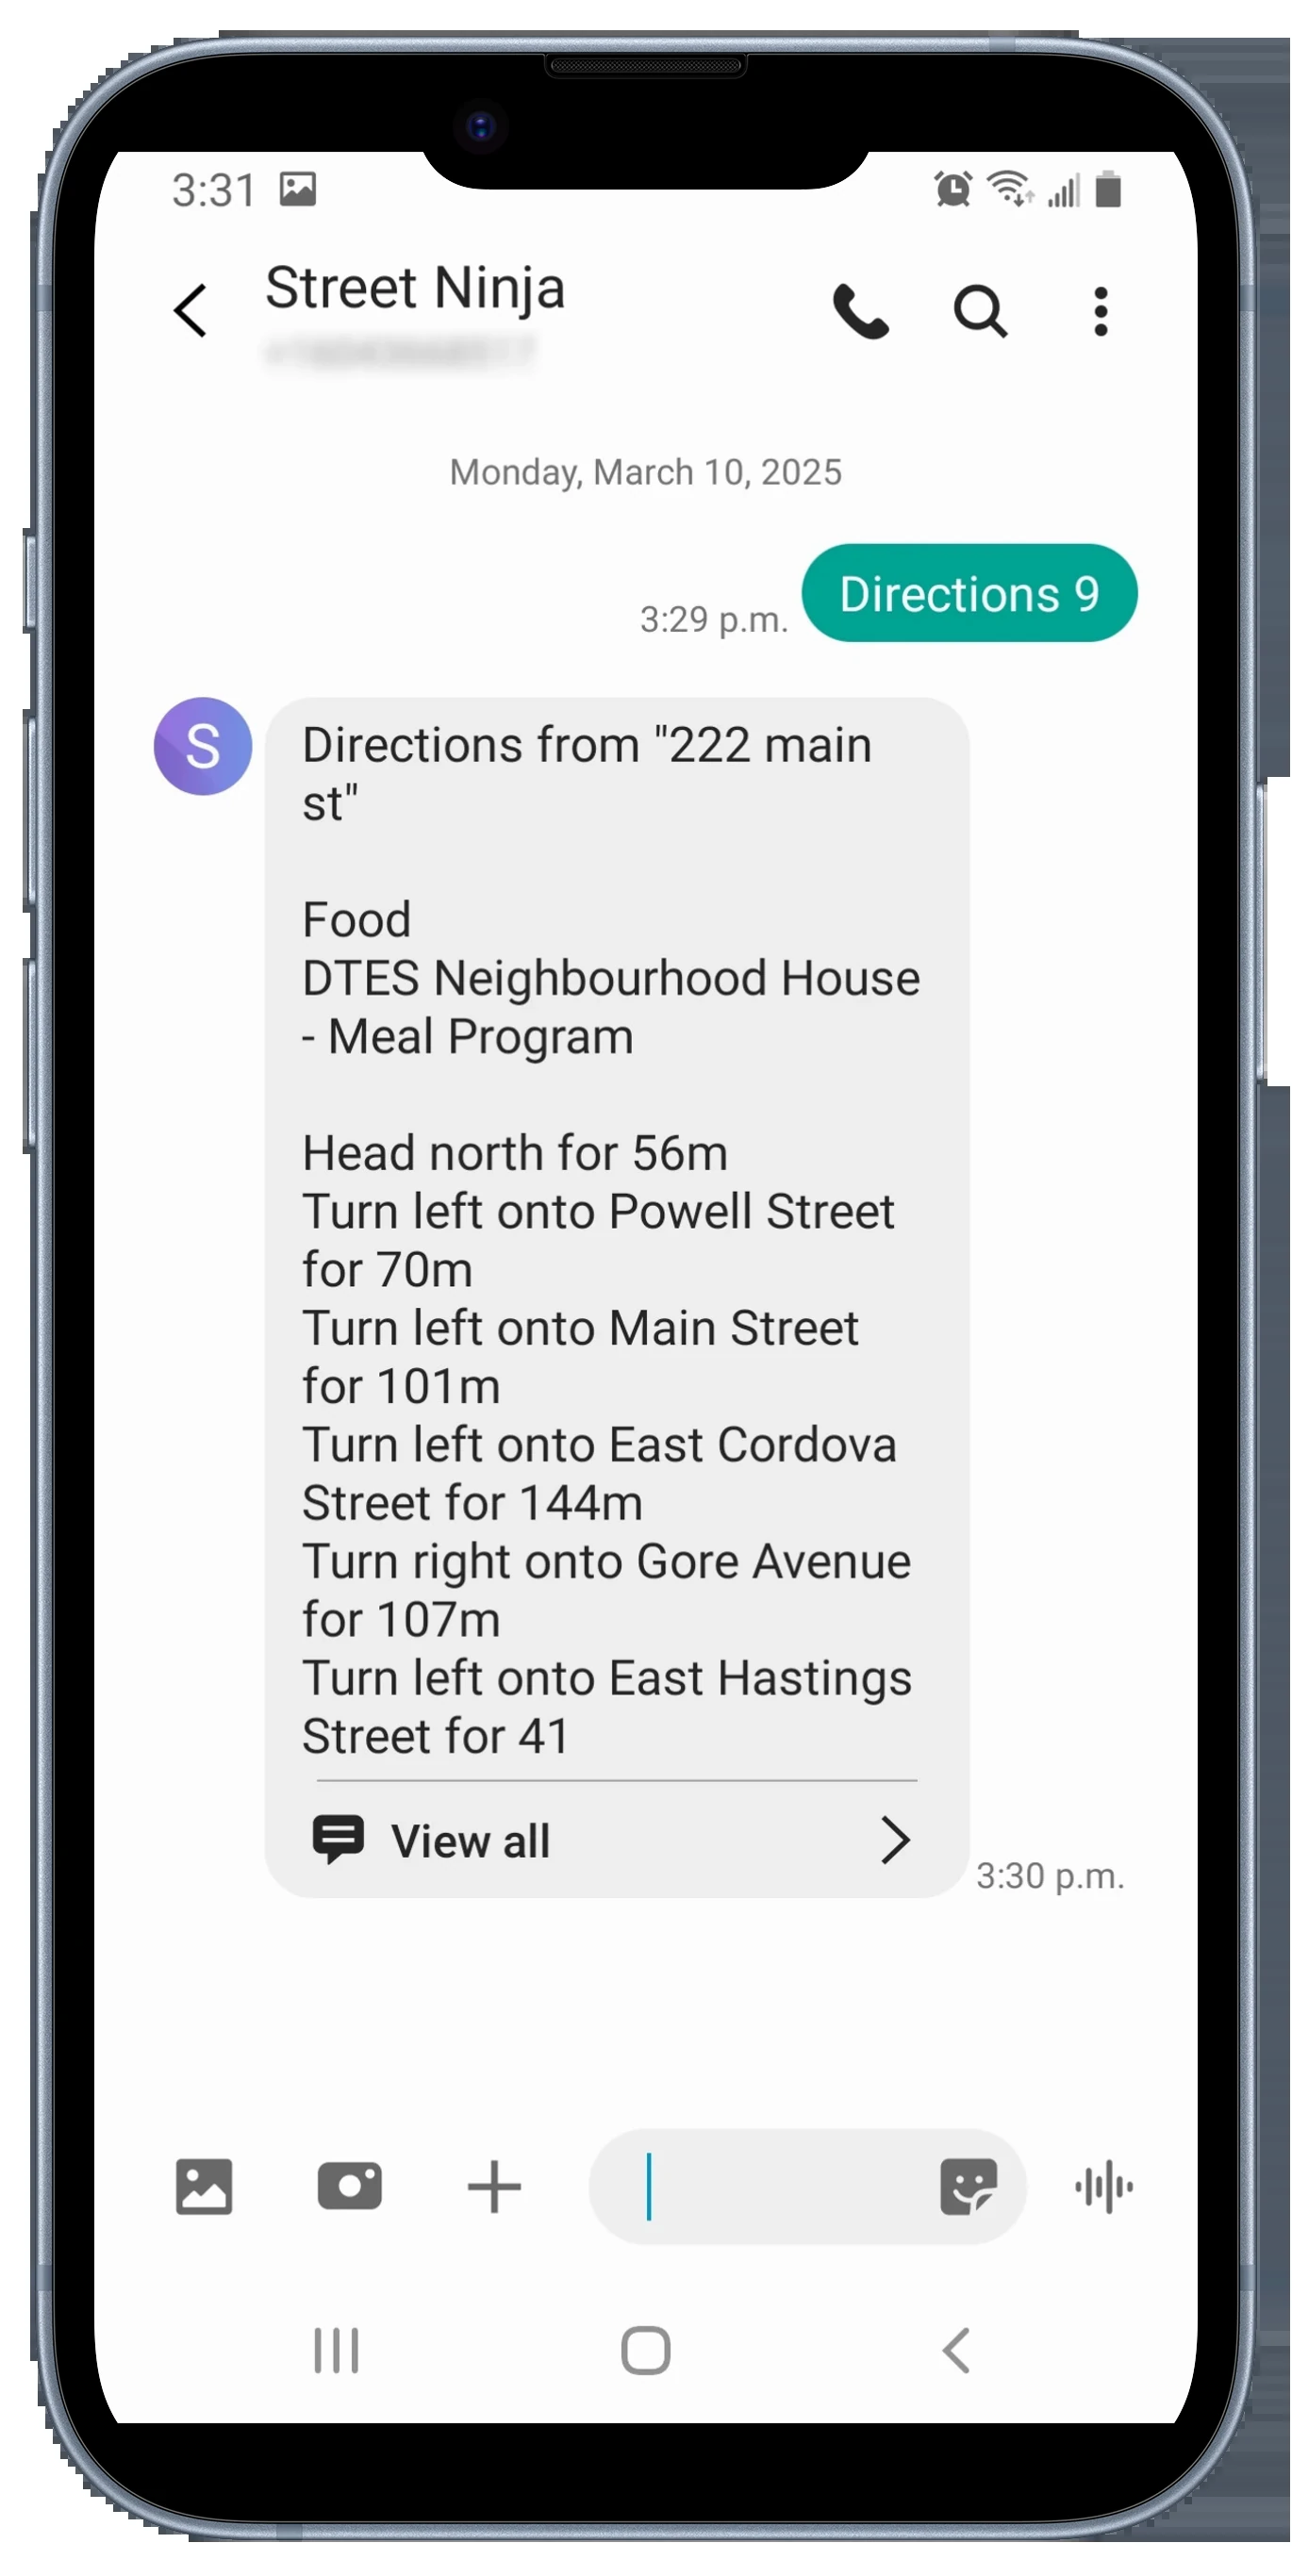 3:31
Street Ninja
Monday, March 10, 2025
Directions 9
3:29 p.m.
S
Directions from "222 main
st"
Food
DTES Neighbourhood House
- Meal Program
Head north for 56m
Turn left onto Powell Street
for 70m
Turn left onto Main Street
for 101m
Turn left onto East Cordova
Street for 144m
Turn right onto Gore Avenue
for 107m
Turn left onto East Hastings
Street for 41
View all
3:30 p.m.